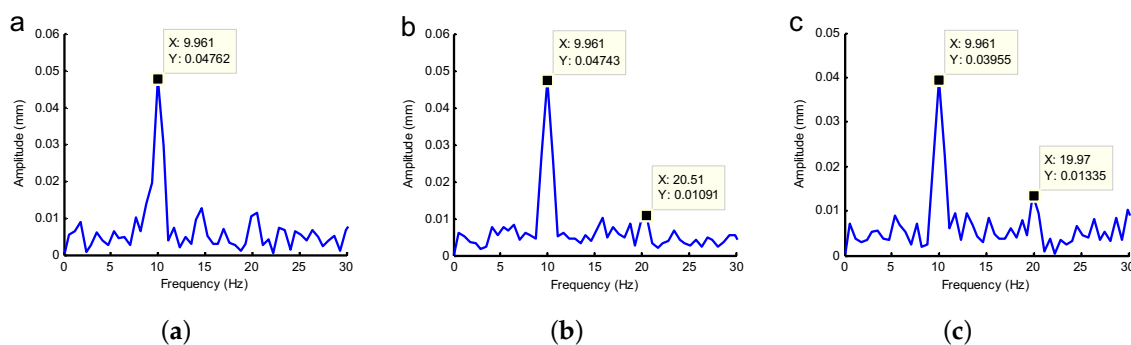 a
X: 9.961
Y: 0.04762
0.06
0.05
0.04
0.03
0.02
0.01
0
Amplitude (mm)
0 5 10 15 20 25 30
Frequency (Hz)
(a)
b
X: 9.961
Y: 0.04743
X: 20.51
Y: 0.01091
0.06
0.05
0.04
0.03
0.02
0.01
0
Amplitude (mm)
0 5 10 15 20 25 30
Frequency (Hz)
(b)
c
X: 9.961
Y: 0.03955
X: 19.97
Y: 0.01335
0.05
0.04
0.03
0.02
0.01
0
Amplitude (mm)
0 5 10 15 20 25 30
Frequency (Hz)
(c)